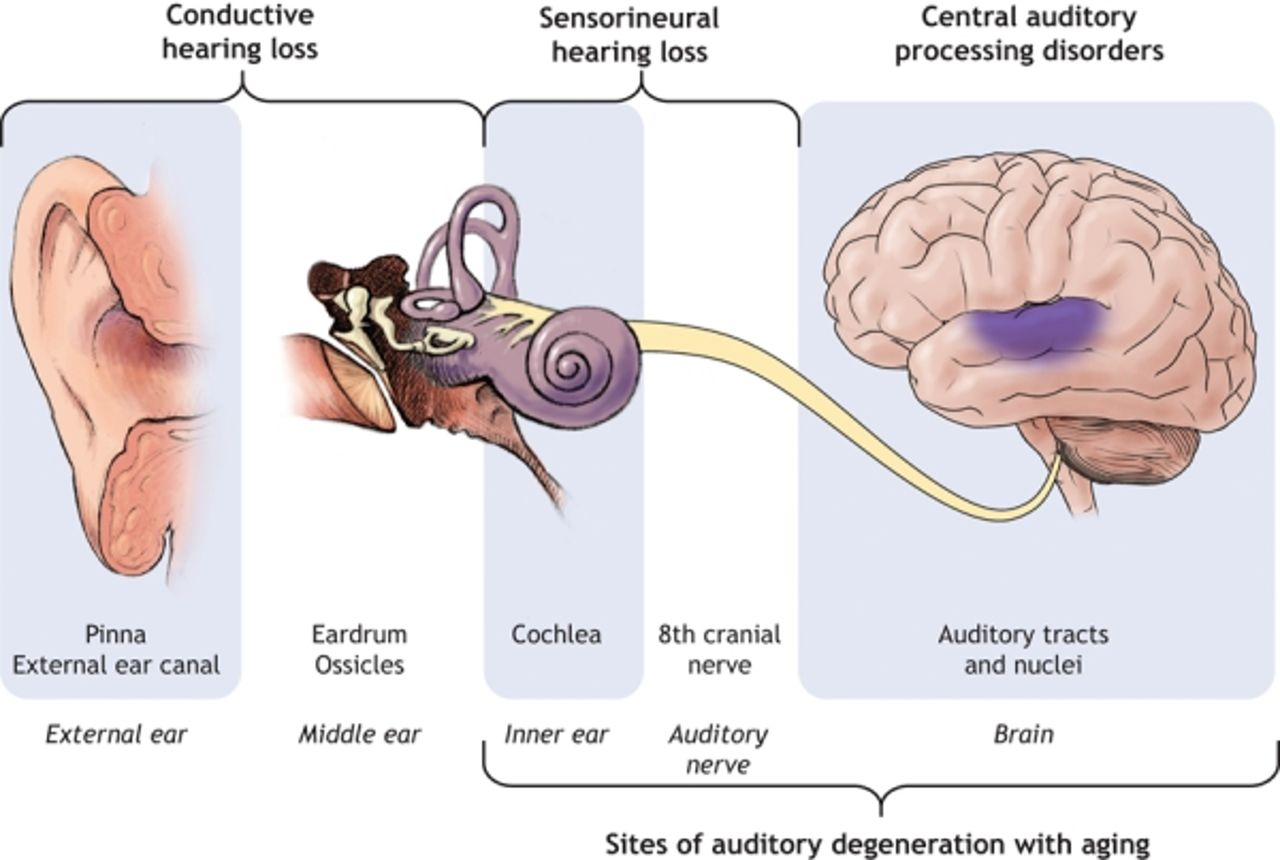 Conductive
hearing loss
Sensorineural
hearing loss
Central auditory
processing disorders
Pinna
External ear canal
Eardrum
Ossicles
Cochlea
8th cranial
nerve
Auditory tracts
and nuclei
External ear
Middle ear
Inner ear
Auditory
nerve
Brain
Sites of auditory degeneration with aging